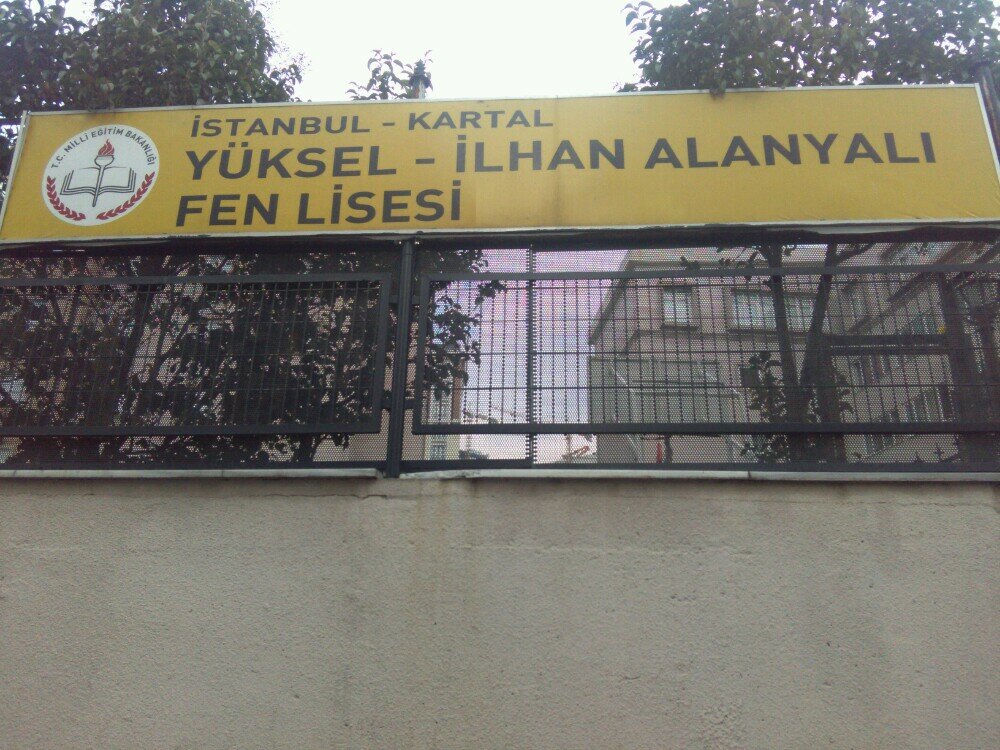 T.C. MİLLİ EĞİTİM BAKANLIĞI
İSTANBUL - KARTAL
YÜKSEL - İLHAN ALANYALI
FEN LİSESİ